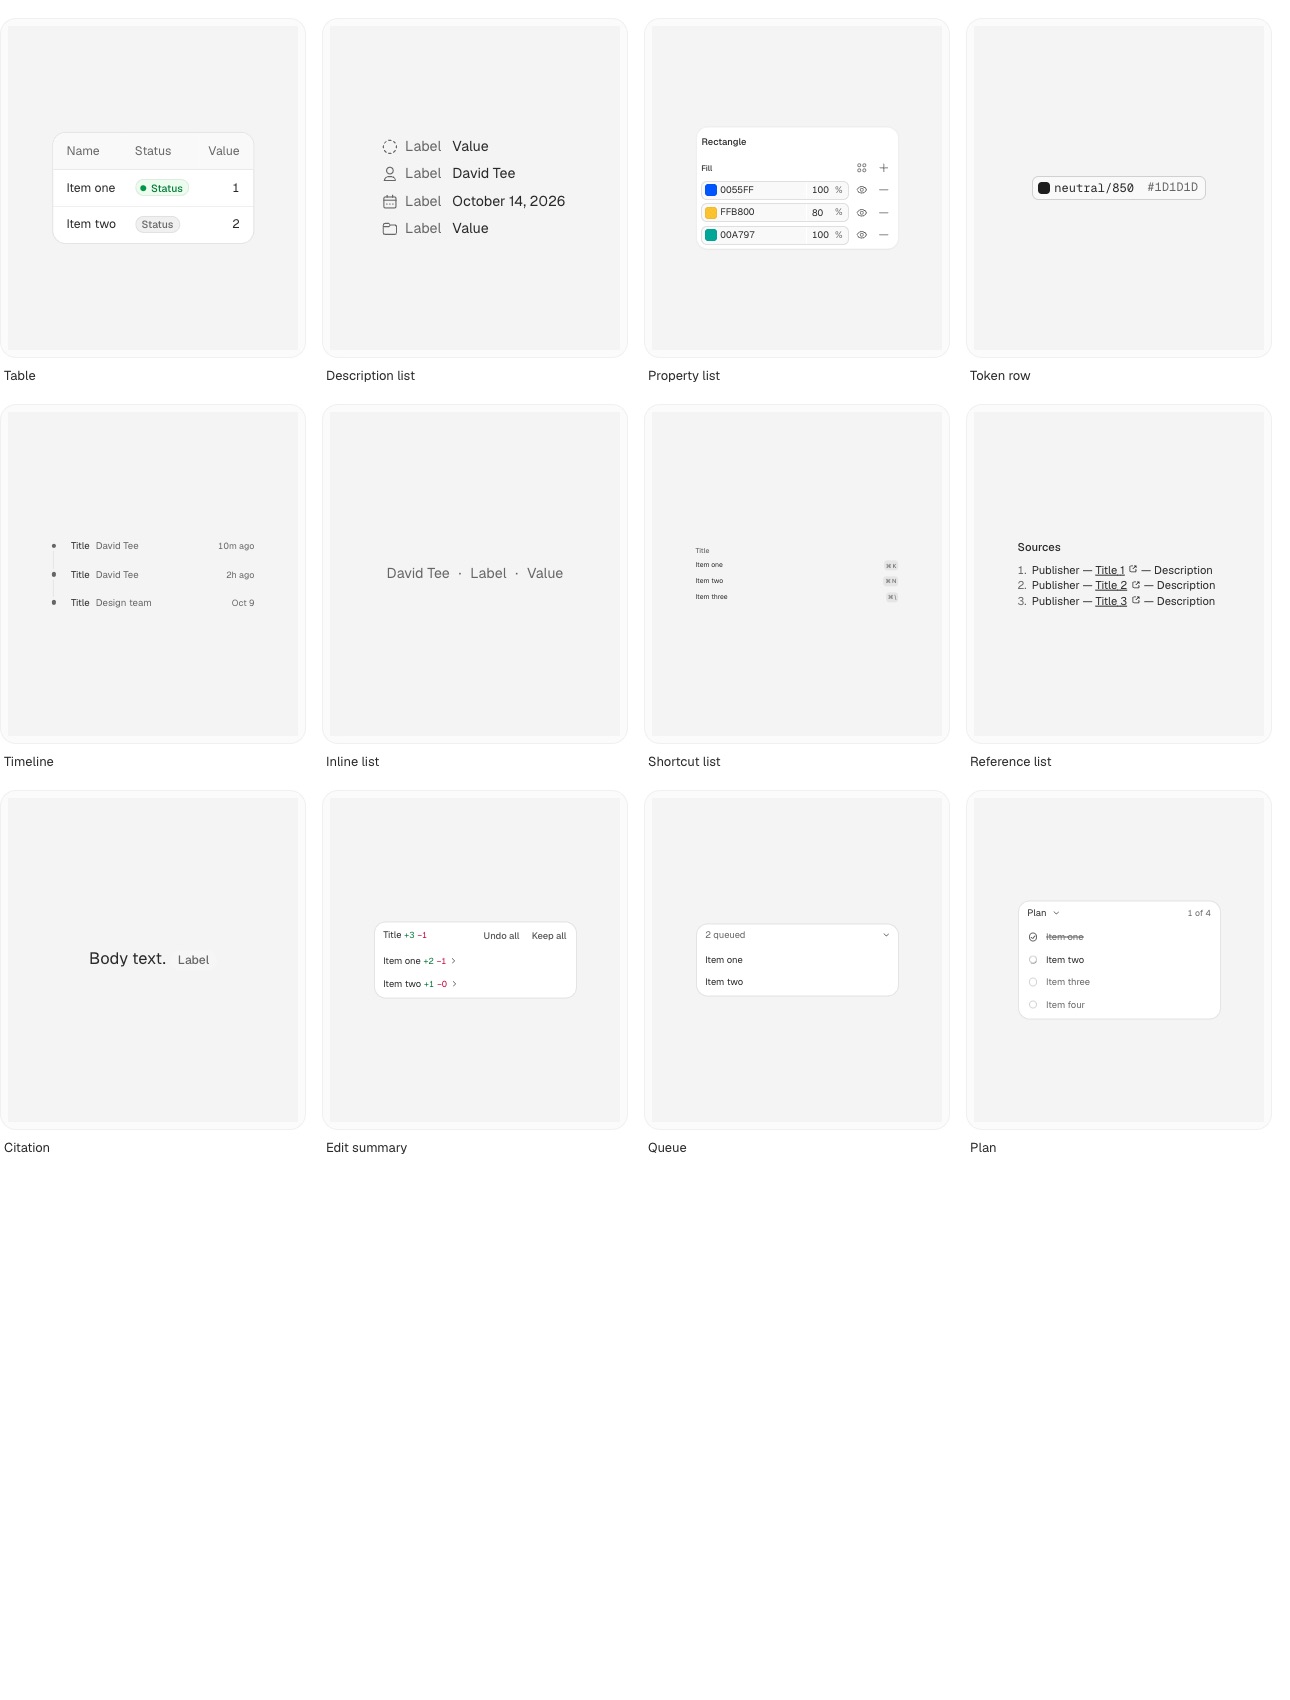 Name Status Value
Item one Status 1
Item two Status 2
Label Value
Label David Tee
Label October 14, 2026
Label Value
Rectangle
Fill
0055FF 100 %
FFB800 80 %
00A797 100 %
neutral/850 #1D1D1D
Table
Description list
Property list
Token row
Title David Tee 10m ago
Title David Tee 2h ago
Title Design team Oct 9
David Tee · Label · Value
Title
Item one ⌘K
Item two ⌘N
Item three ⌘\
Sources
1. Publisher — Title 1 — Description
2. Publisher — Title 2 — Description
3. Publisher — Title 3 — Description
Timeline
Inline list
Shortcut list
Reference list
Body text. Label
Title +3 −1 Undo all Keep all
Item one +2 −1
Item two +1 −0
2 queued
Item one
Item two
Plan 1 of 4
Item one
Item two
Item three
Item four
Citation
Edit summary
Queue
Plan